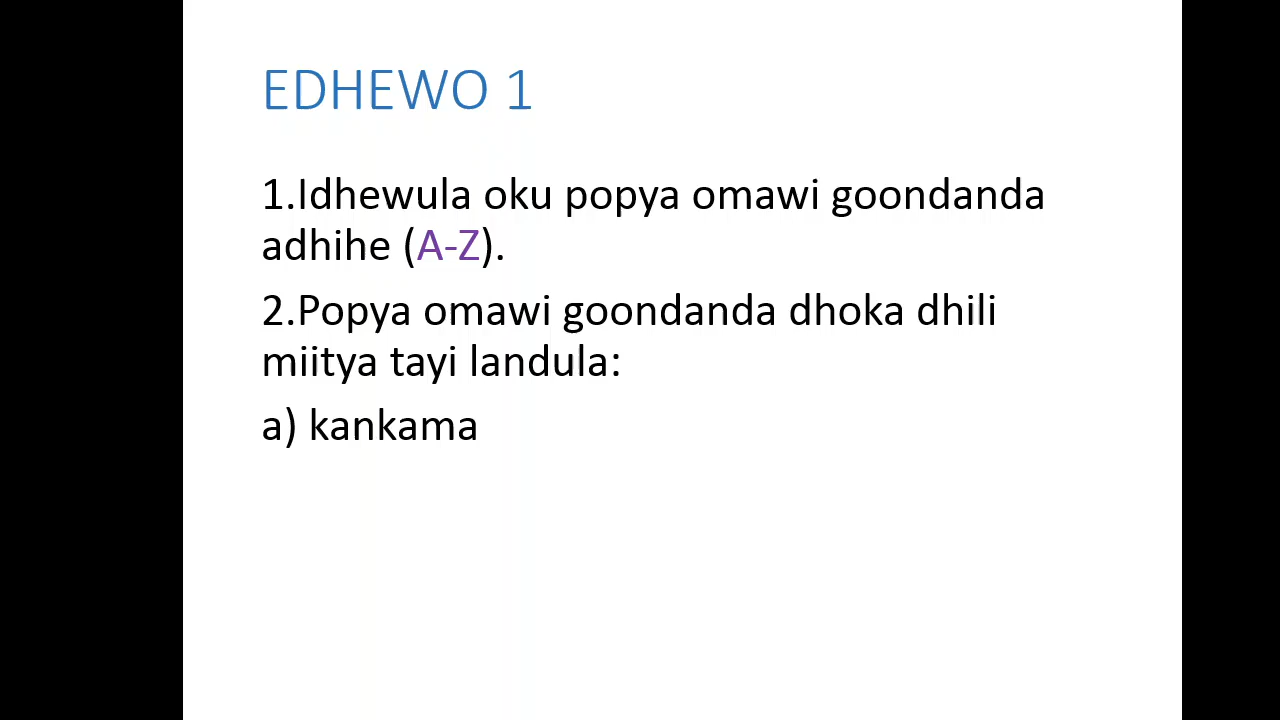 EDHEWO 1
1.Idhewula oku popya omawi goondanda
adhihe (A-Z).
2.Popya omawi goondanda dhoka dhili
miitya tayi landula:
a) kankama